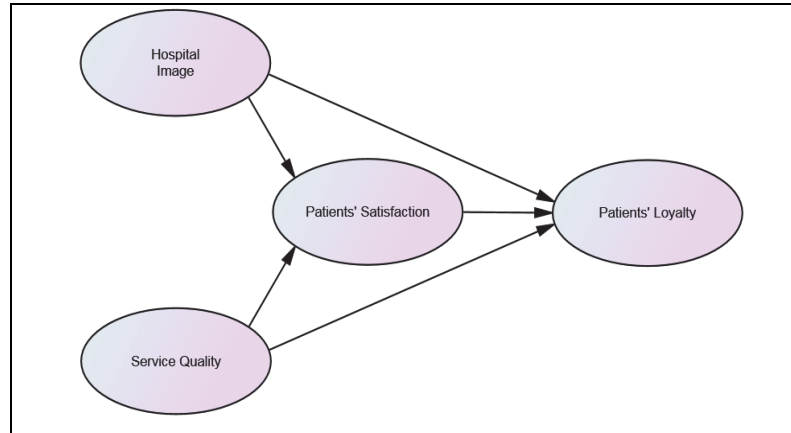 Hospital
Image
Patients' Satisfaction
Patients' Loyalty
Service Quality